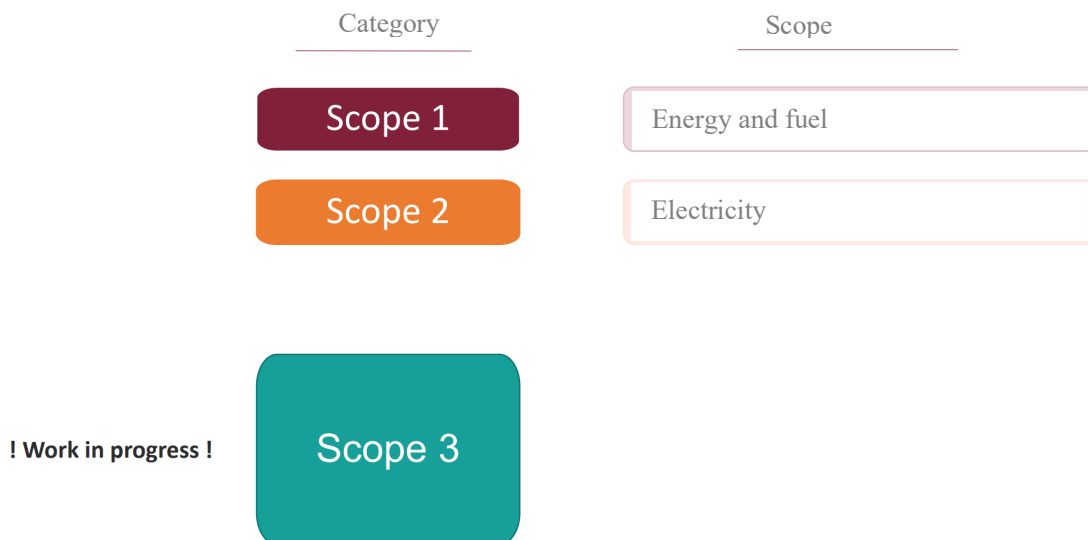 Category
Scope
Scope 1
Energy and fuel
Scope 2
Electricity
! Work in progress !
Scope 3